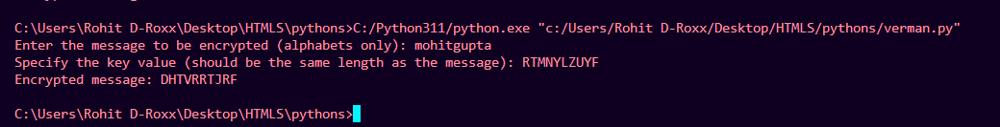 C:\Users\Rohit D-Roxx\Desktop\HTMLS\pythons>C:/Python311/python.exe "c:/Users/Rohit D-Roxx/Desktop/HTMLS/pythons/verman.py"
Enter the message to be encrypted (alphabets only): mohitgupta
Specify the key value (should be the same length as the message): RTMNYLZUYF
Encrypted message: DHTVRRTJRF
C:\Users\Rohit D-Roxx\Desktop\HTMLS\pythons>